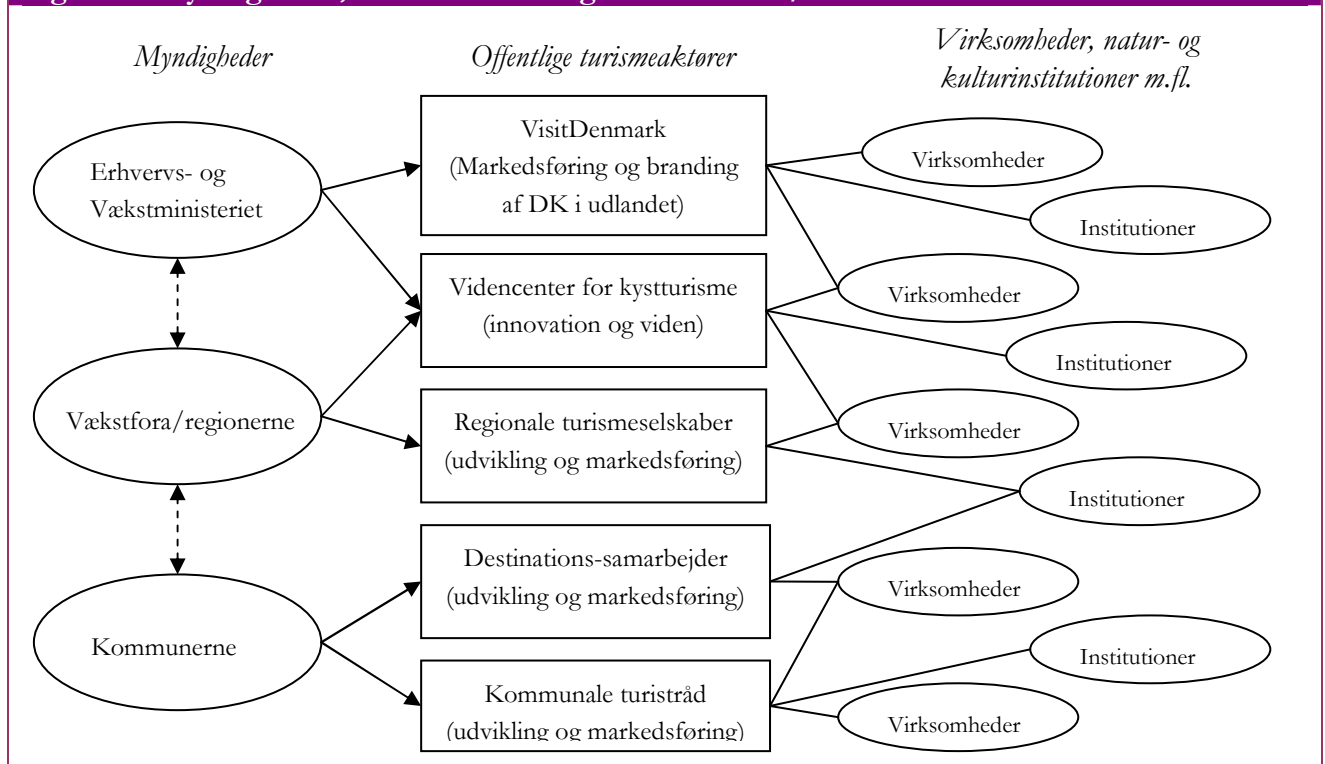 Myndigheder
Offentlige turismeaktører
Virksomheder, natur- og
kulturinstitutioner m.fl.
Erhvervs- og
Vækstministeriet
Vækstfora/regionerne
Kommunerne
VisitDenmark
(Markedsføring og branding
af DK i udlandet)
Videncenter for kystturisme
(innovation og viden)
Regionale turismeselskaber
(udvikling og markedsføring)
Destinations-samarbejder
(udvikling og markedsføring)
Kommunale turistråd
(udvikling og markedsføring)
Virksomheder
Institutioner
Virksomheder
Institutioner
Virksomheder
Institutioner
Virksomheder
Institutioner
Virksomheder